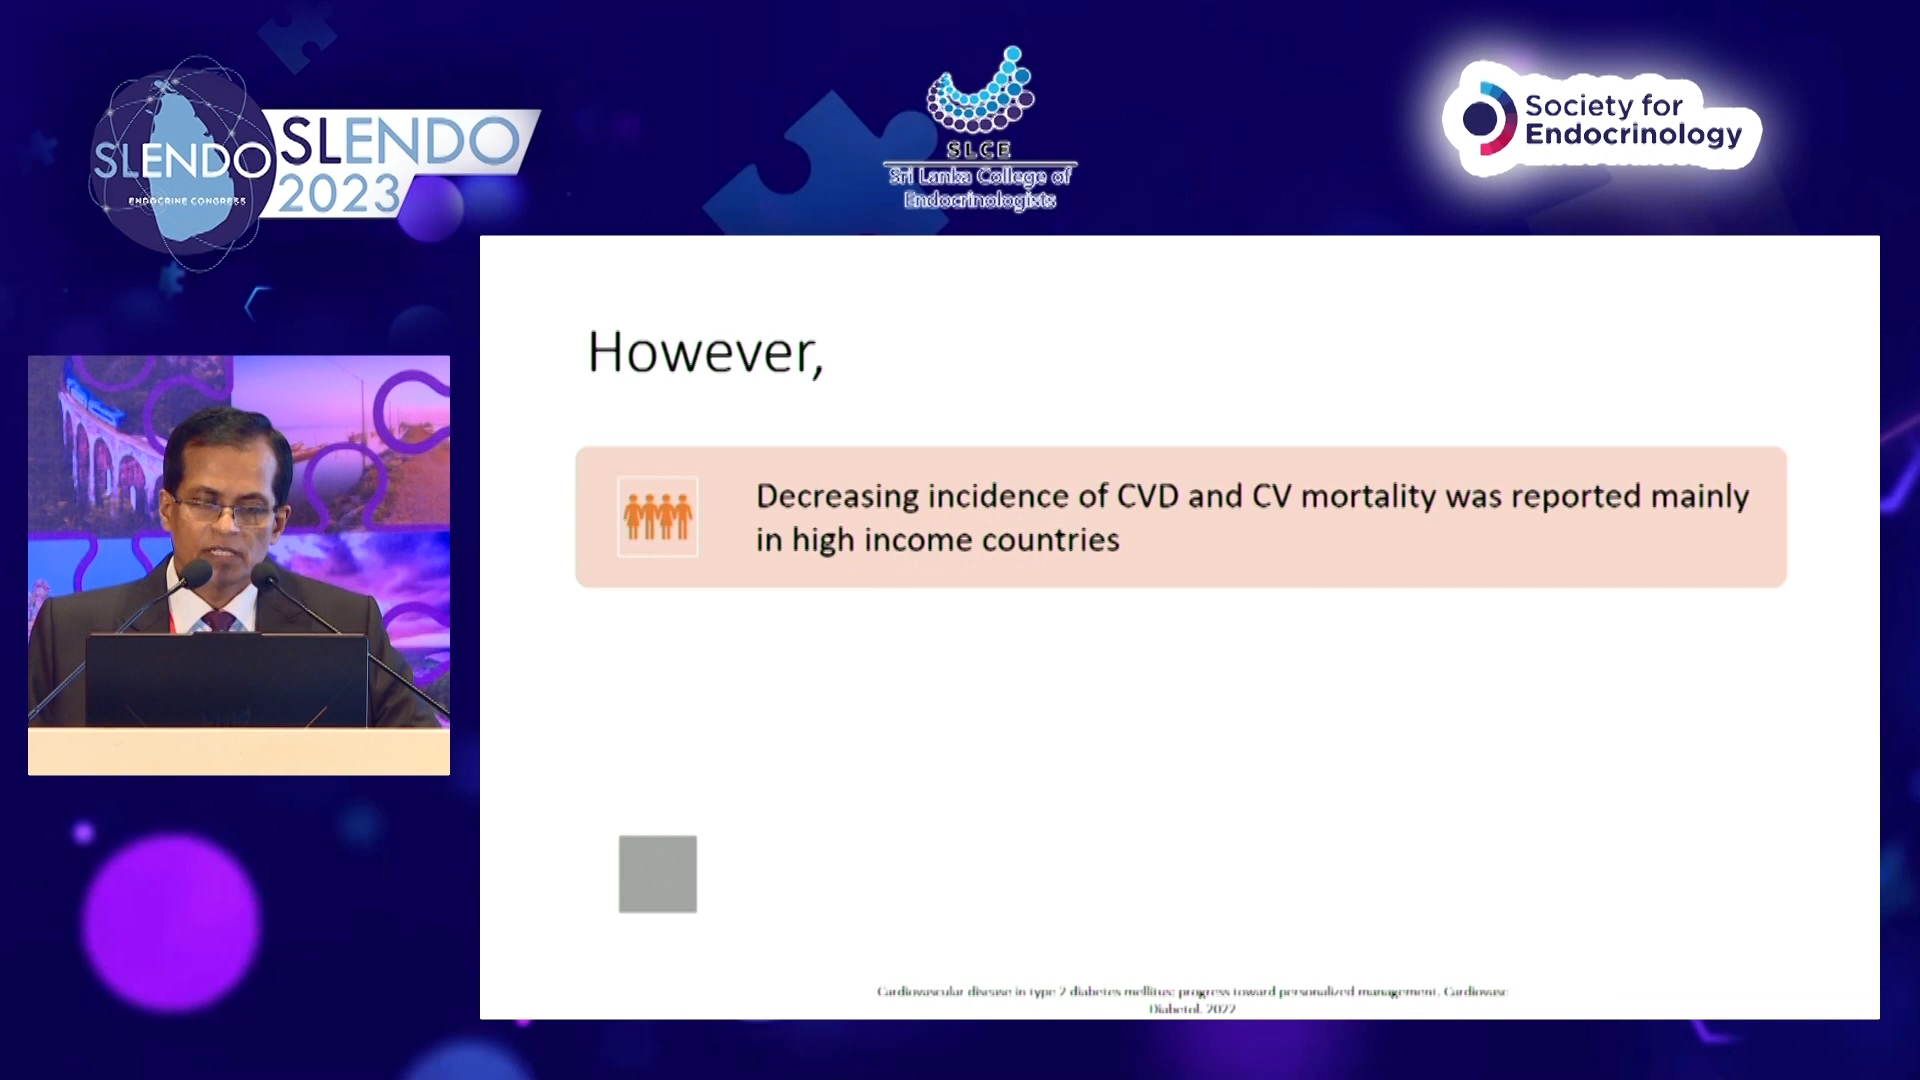 SLENDO
ENDOCRINE CONGRESS
SLENDO
2023
SLCE
Sri Lanka College of
Endocrinologists
Society for
Endocrinology
However,
Decreasing incidence of CVD and CV mortality was reported mainly
in high income countries
Cardiovascular disease in type 2 diabetes mellitus: progress toward personalized management. Cardiovasc
Diabetol. 2022